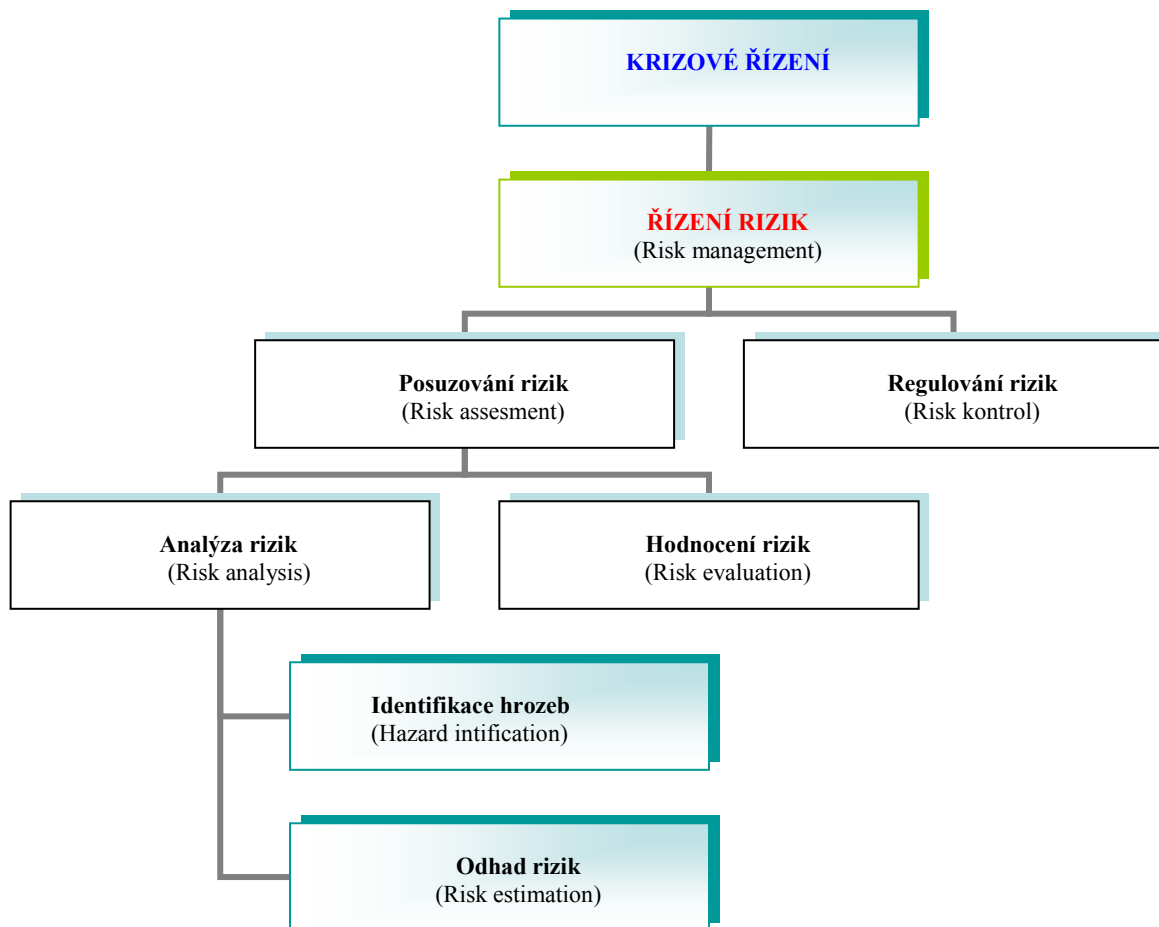 KRIZOVÉ ŘÍZENÍ
ŘÍZENÍ RIZIK
(Risk management)
Posuzování rizik
(Risk assesment)
Regulování rizik
(Risk kontrol)
Analýza rizik
(Risk analysis)
Hodnocení rizik
(Risk evaluation)
Identifikace hrozeb
(Hazard intification)
Odhad rizik
(Risk estimation)